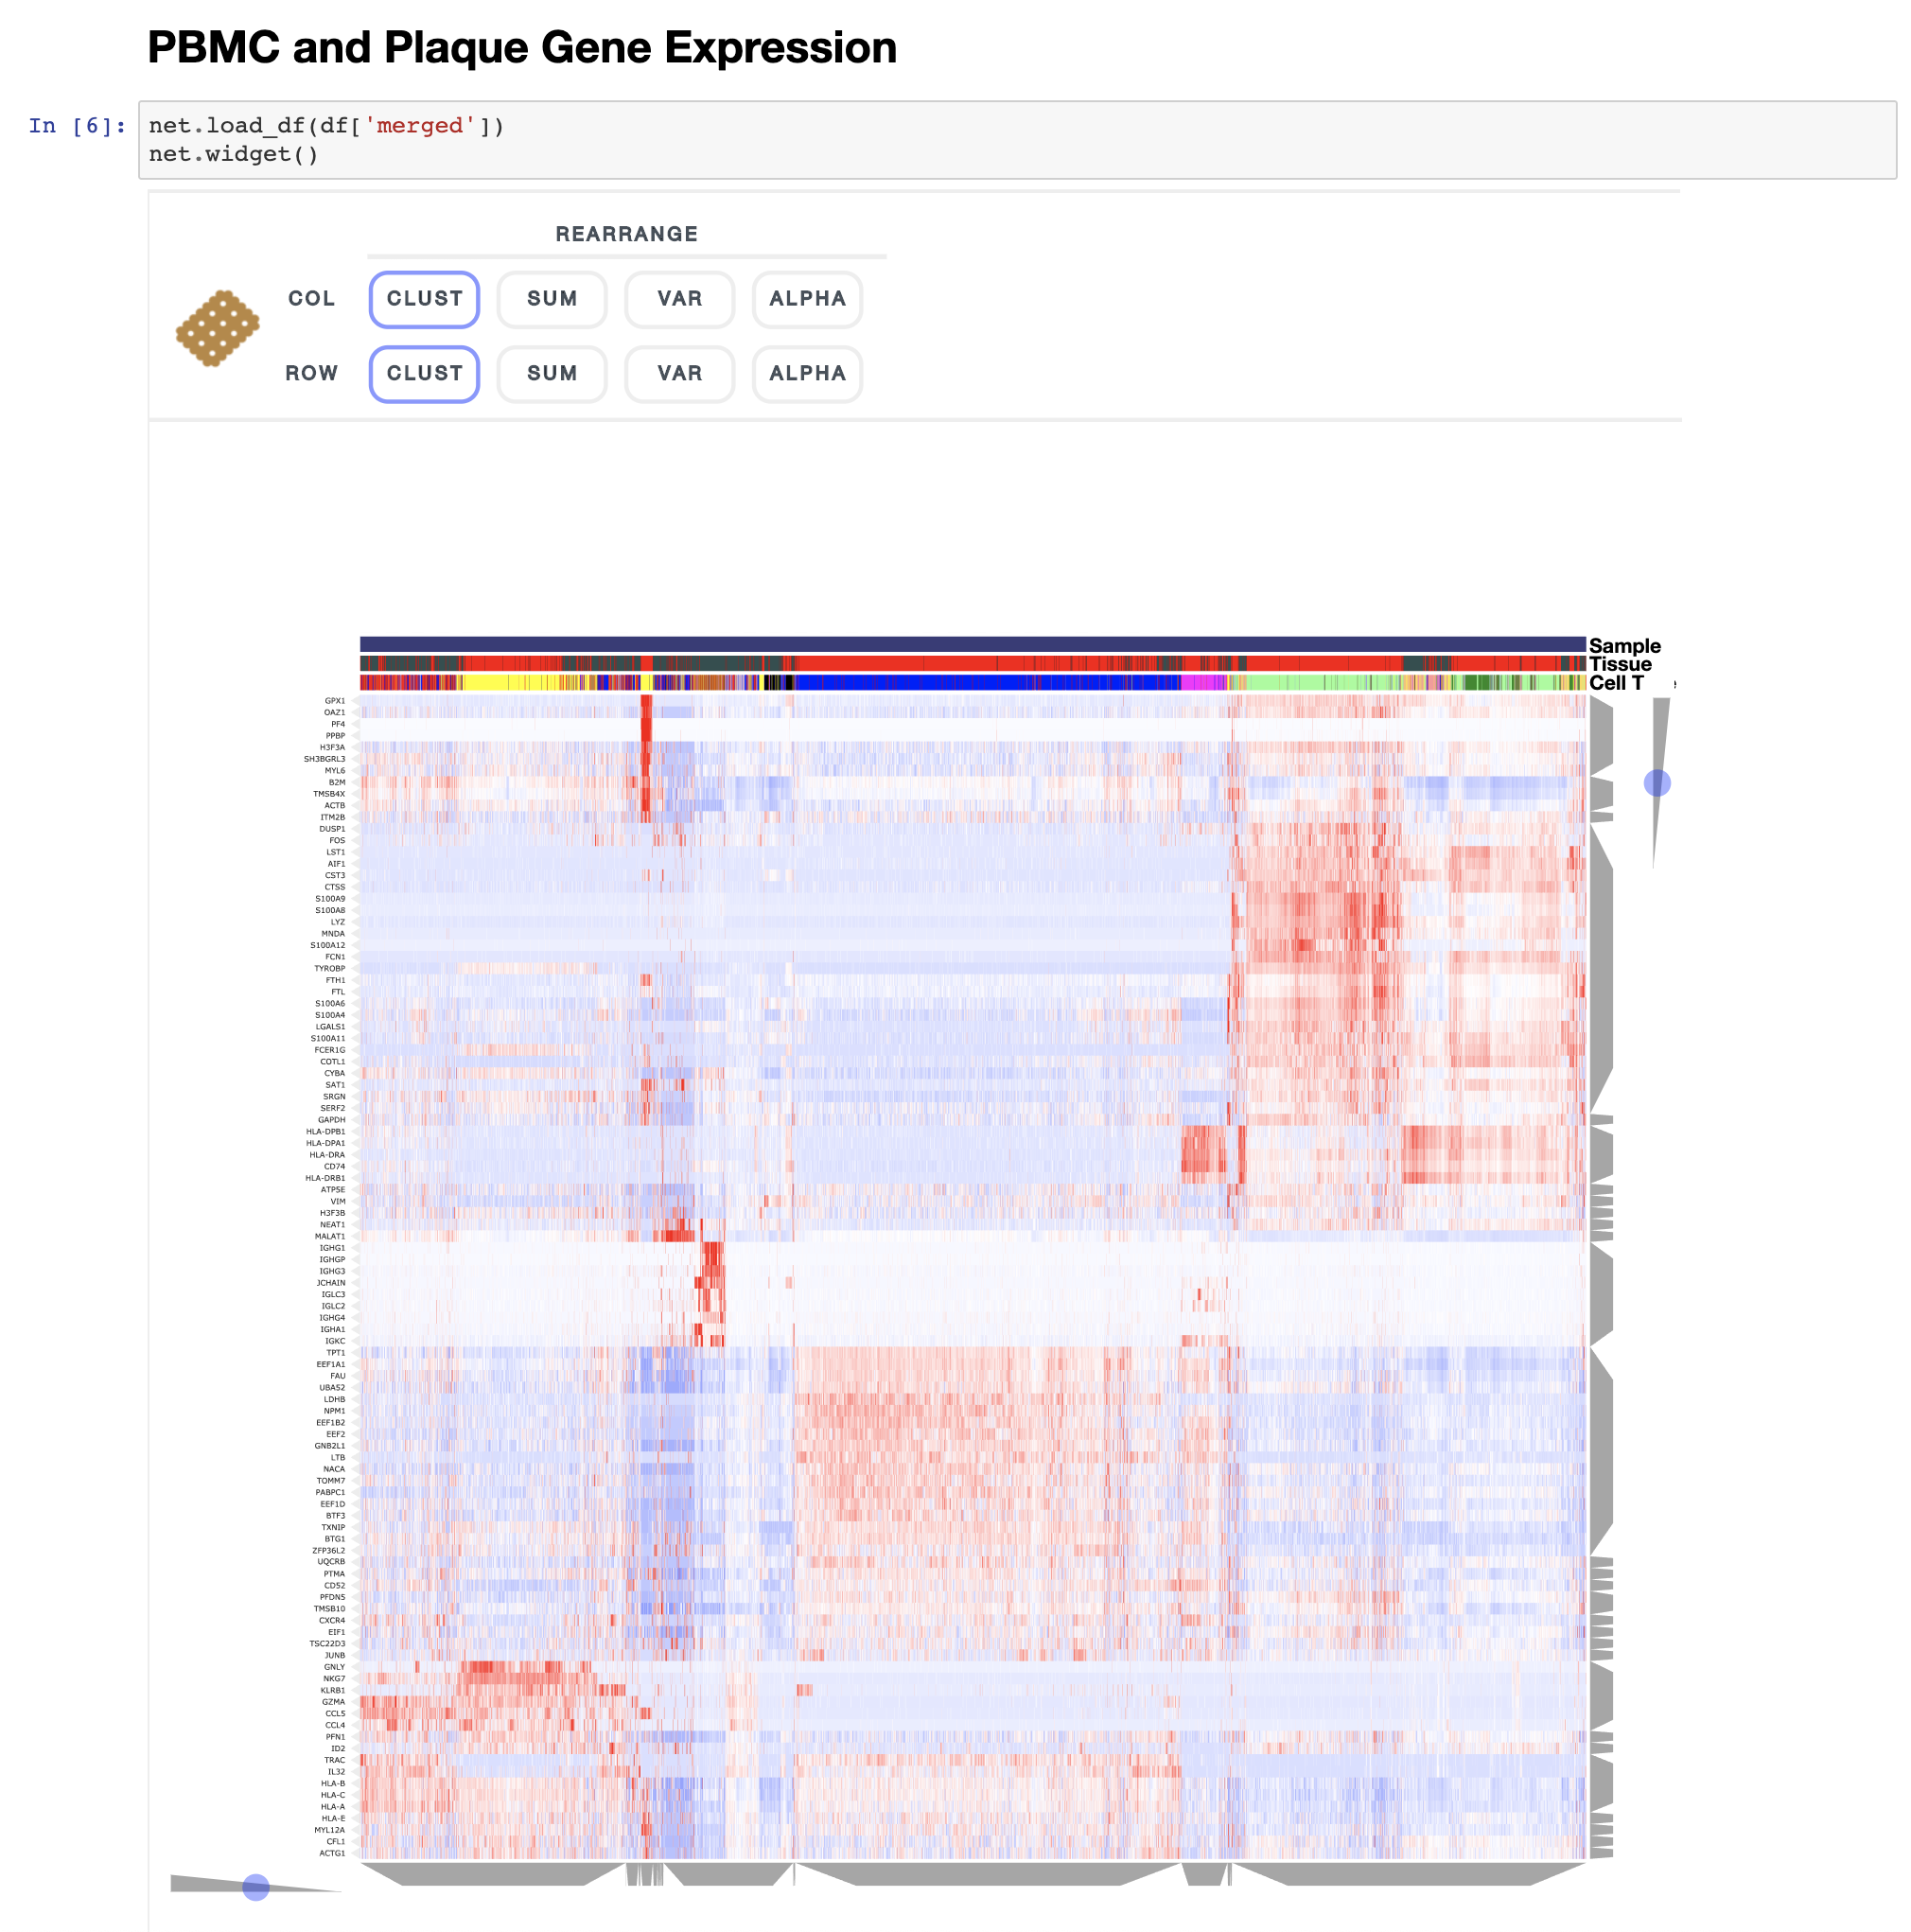 PBMC and Plaque Gene Expression
In [6]:
net.load_df(df['merged'])
net.widget()
REARRANGE
COL CLUST SUM VAR ALPHA
ROW CLUST SUM VAR ALPHA
Sample
Tissue
Cell T
GPX1
OAZ1
PF4
PPBP
H3F3A
SH3BGRL3
MYL6
B2M
TMSB4X
ACTB
ITM2B
DUSP1
FOS
LST1
AIF1
CST3
CTSS
S100A9
S100A8
LYZ
MNDA
S100A12
FCN1
TYROBP
FTH1
FTL
S100A6
S100A4
LGALS1
S100A11
FCER1G
COTL1
CYBA
SAT1
SRGN
SERF2
GAPDH
HLA-DPB1
HLA-DPA1
HLA-DRA
CD74
HLA-DRB1
ATP5E
VIM
H3F3B
NEAT1
MALAT1
IGHG1
IGHGP
IGHG3
JCHAIN
IGLC3
IGLC2
IGHG4
IGHA1
IGKC
TPT1
EEF1A1
FAU
UBA52
LDHB
NPM1
EEF1B2
EEF2
GNB2L1
LTB
NACA
TOMM7
PABPC1
EEF1D
BTF3
TXNIP
BTG1
ZFP36L2
UQCRB
PTMA
CD52
PFDN5
TMSB10
CXCR4
EIF1
TSC22D3
JUNB
GNLY
NKG7
KLRB1
GZMA
CCL5
CCL4
PFN1
ID2
TRAC
IL32
HLA-B
HLA-C
HLA-A
HLA-E
MYL12A
CFL1
ACTG1